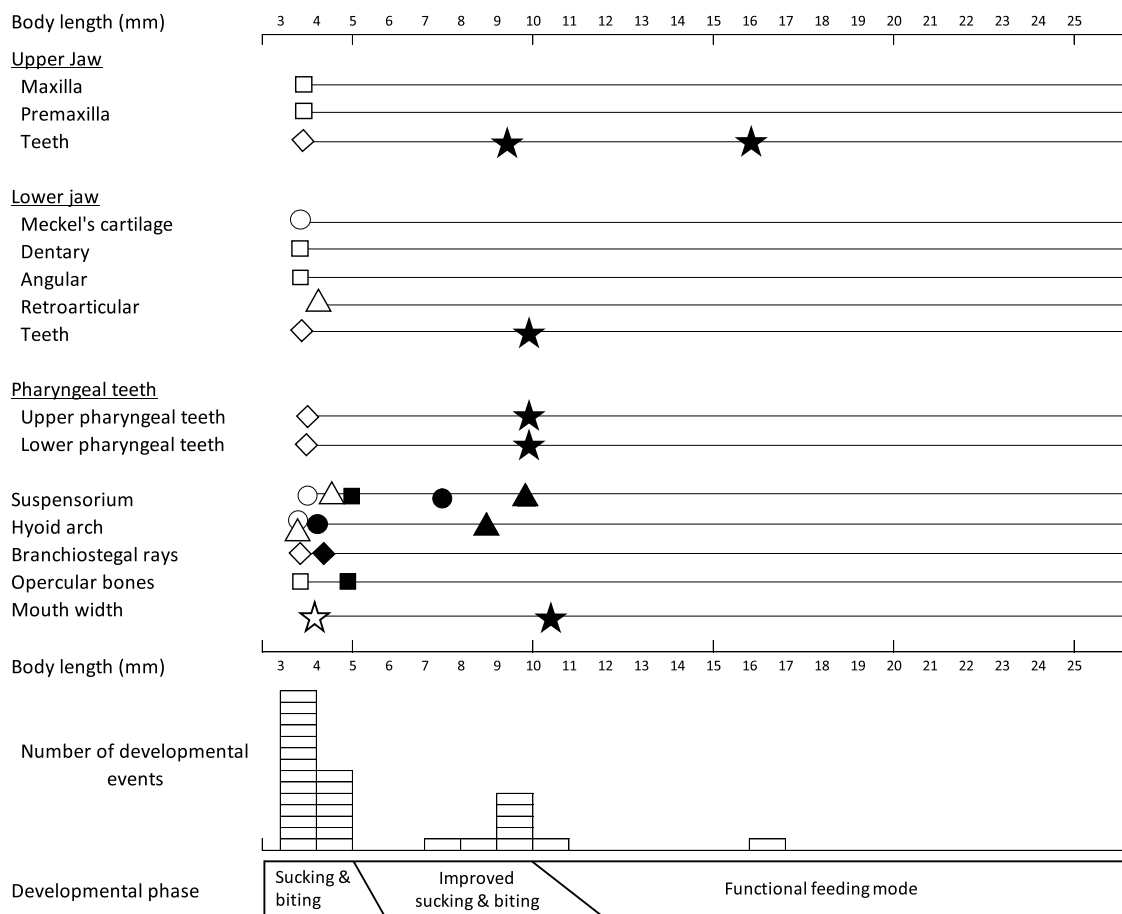 Body length (mm) 3 4 5 6 7 8 9 10 11 12 13 14 15 16 17 18 19 20 21 22 23 24 25
Upper Jaw
Maxilla
Premaxilla
Teeth
Lower jaw
Meckel's cartilage
Dentary
Angular
Retroarticular
Teeth
Pharyngeal teeth
Upper pharyngeal teeth
Lower pharyngeal teeth
Suspensorium
Hyoid arch
Branchiostegal rays
Opercular bones
Mouth width
Body length (mm) 3 4 5 6 7 8 9 10 11 12 13 14 15 16 17 18 19 20 21 22 23 24 25
Number of developmental
events
Developmental phase
Sucking &
biting
Improved
sucking & biting
Functional feeding mode